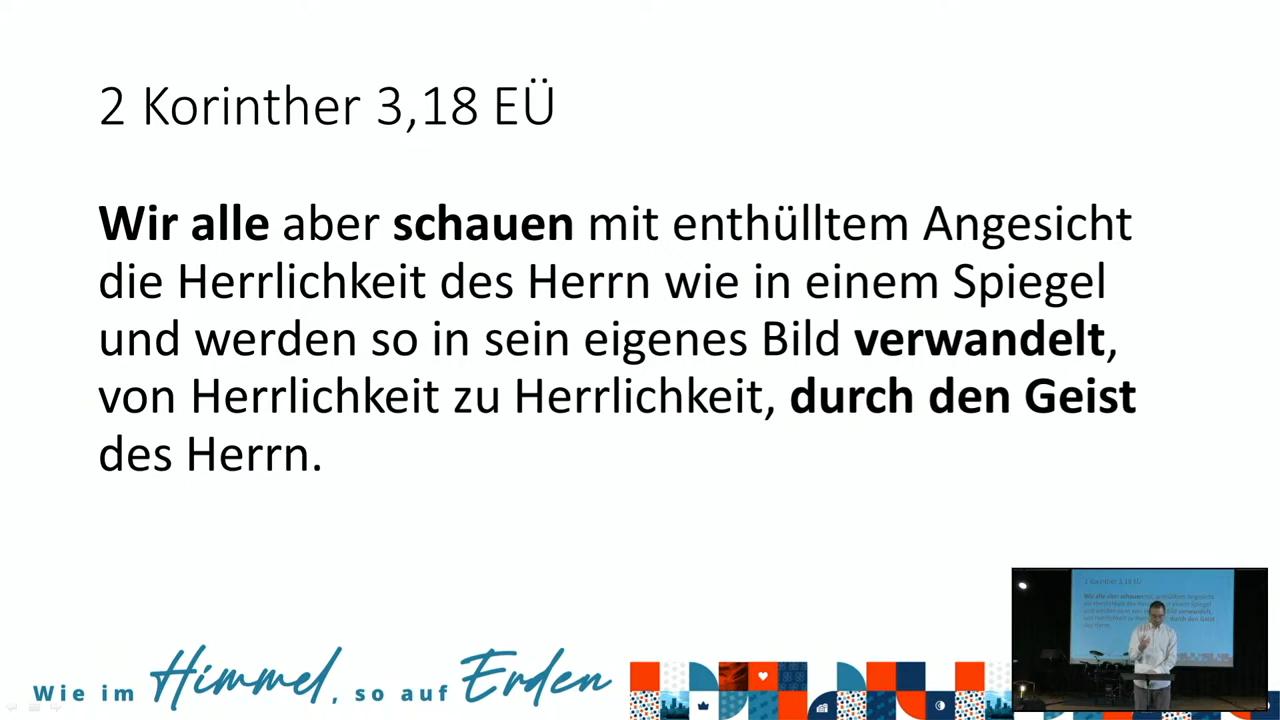 2 Korinther 3,18 EÜ
Wir alle aber schauen mit enthülltem Angesicht
die Herrlichkeit des Herrn wie in einem Spiegel
und werden so in sein eigenes Bild verwandelt,
von Herrlichkeit zu Herrlichkeit, durch den Geist
des Herrn.
Wie im Himmel, so auf Erden